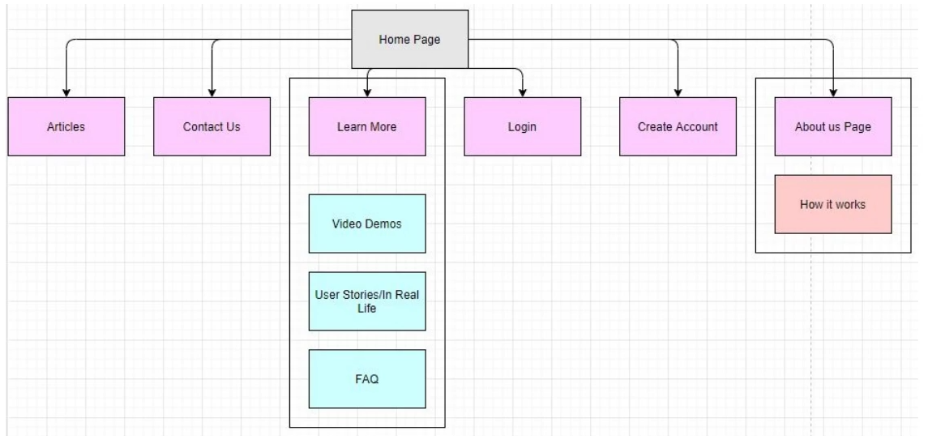 Home Page
Articles
Contact Us
Learn More
Login
Create Account
About us Page
How it works
Video Demos
User Stories/In Real
Life
FAQ